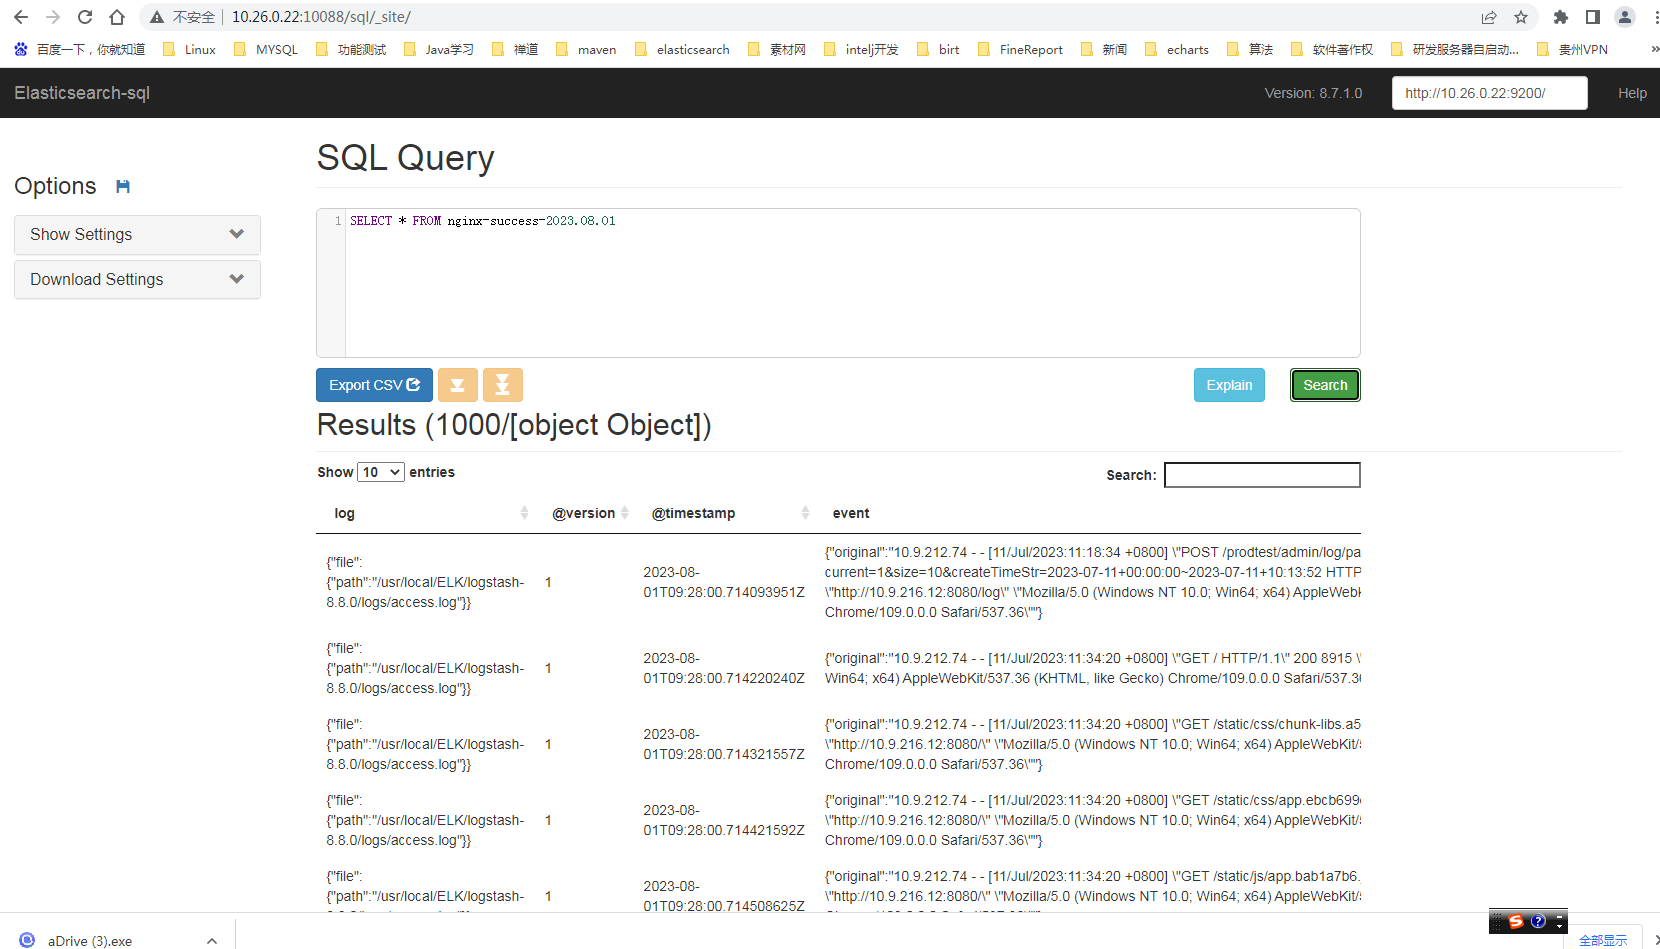 不安全 10.26.0.22:10088/sql/_site/
百度一下，你就知道 Linux MYSQL 功能测试 Java学习 禅道 maven elasticsearch 素材网 intelj开发 birt FineReport 新闻 echarts 算法 软件著作权 研发服务器自启动... 贵州VPN »
Elasticsearch-sql Version: 8.7.1.0 http://10.26.0.22:9200/ Help
SQL Query
Options
Show Settings
Download Settings
1 SELECT * FROM nginx-success-2023.08.01
Export CSV Explain Search
Results (1000/[object Object])
Show 10 entries Search:
log @version @timestamp event
{"file":
{"path":"/usr/local/ELK/logstash-
8.8.0/logs/access.log"}}
1
2023-08-
01T09:28:00.714093951Z
{"original":"10.9.212.74 - - [11/Jul/2023:11:18:34 +0800] \"POST /prodtest/admin/log/pa
current=1&size=10&createTimeStr=2023-07-11+00:00:00~2023-07-11+10:13:52 HTTP
\"http://10.9.216.12:8080/log\" \"Mozilla/5.0 (Windows NT 10.0; Win64; x64) AppleWebK
Chrome/109.0.0.0 Safari/537.36\""}
{"file":
{"path":"/usr/local/ELK/logstash-
8.8.0/logs/access.log"}}
1
2023-08-
01T09:28:00.714220240Z
{"original":"10.9.212.74 - - [11/Jul/2023:11:34:20 +0800] \"GET / HTTP/1.1\" 200 8915 \"
Win64; x64) AppleWebKit/537.36 (KHTML, like Gecko) Chrome/109.0.0.0 Safari/537.36
{"file":
{"path":"/usr/local/ELK/logstash-
8.8.0/logs/access.log"}}
1
2023-08-
01T09:28:00.714321557Z
{"original":"10.9.212.74 - - [11/Jul/2023:11:34:20 +0800] \"GET /static/css/chunk-libs.a5
\"http://10.9.216.12:8080/\" \"Mozilla/5.0 (Windows NT 10.0; Win64; x64) AppleWebKit/5
Chrome/109.0.0.0 Safari/537.36\""}
{"file":
{"path":"/usr/local/ELK/logstash-
8.8.0/logs/access.log"}}
1
2023-08-
01T09:28:00.714421592Z
{"original":"10.9.212.74 - - [11/Jul/2023:11:34:20 +0800] \"GET /static/css/app.ebcb699
\"http://10.9.216.12:8080/\" \"Mozilla/5.0 (Windows NT 10.0; Win64; x64) AppleWebKit/5
Chrome/109.0.0.0 Safari/537.36\""}
{"file":
{"path":"/usr/local/ELK/logstash-
1
2023-08-
01T09:28:00.714508625Z
{"original":"10.9.212.74 - - [11/Jul/2023:11:34:20 +0800] \"GET /static/js/app.bab1a7b6.
\"http://10.9.216.12:8080/\" \"Mozilla/5.0 (Windows NT 10.0; Win64; x64) AppleWebKit/5
aDrive (3).exe
全部显示